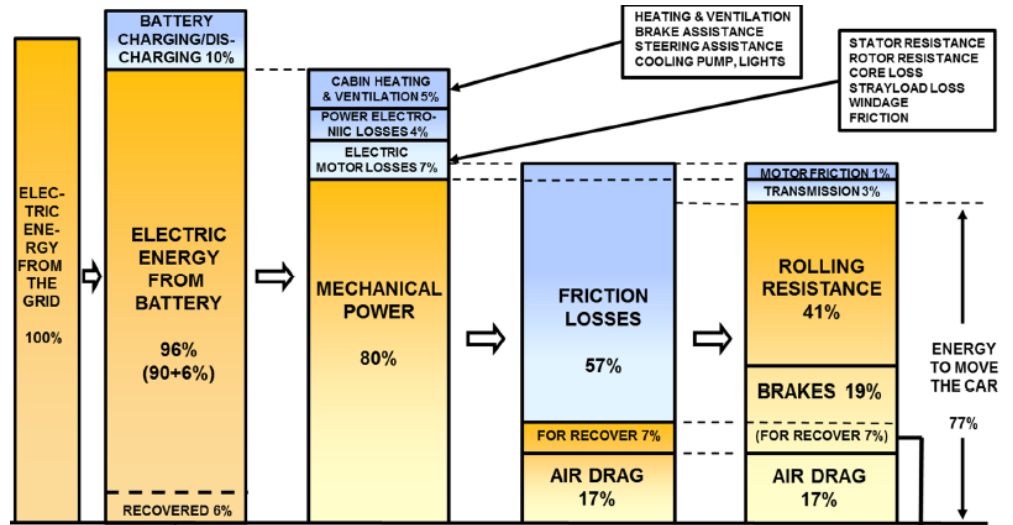 ELEC-
TRIC
ENE-
RGY
FROM
THE
GRID
100%
BATTERY
CHARGING/DIS-
CHARGING 10%
ELECTRIC
ENERGY
FROM
BATTERY
96%
(90+6%)
RECOVERED 6%
CABIN HEATING
& VENTILATION 5%
POWER ELECTRO-
NIIC LOSSES 4%
ELECTRIC
MOTOR LOSSES 7%
MECHANICAL
POWER
80%
HEATING & VENTILATION
BRAKE ASSISTANCE
STEERING ASSISTANCE
COOLING PUMP, LIGHTS
STATOR RESISTANCE
ROTOR RESISTANCE
CORE LOSS
STRAYLOAD LOSS
WINDAGE
FRICTION
FRICTION
LOSSES
57%
FOR RECOVER 7%
AIR DRAG
17%
MOTOR FRICTION 1%
TRANSMISSION 3%
ROLLING
RESISTANCE
41%
BRAKES 19%
(FOR RECOVER 7%)
AIR DRAG
17%
ENERGY
TO MOVE
THE CAR
77%